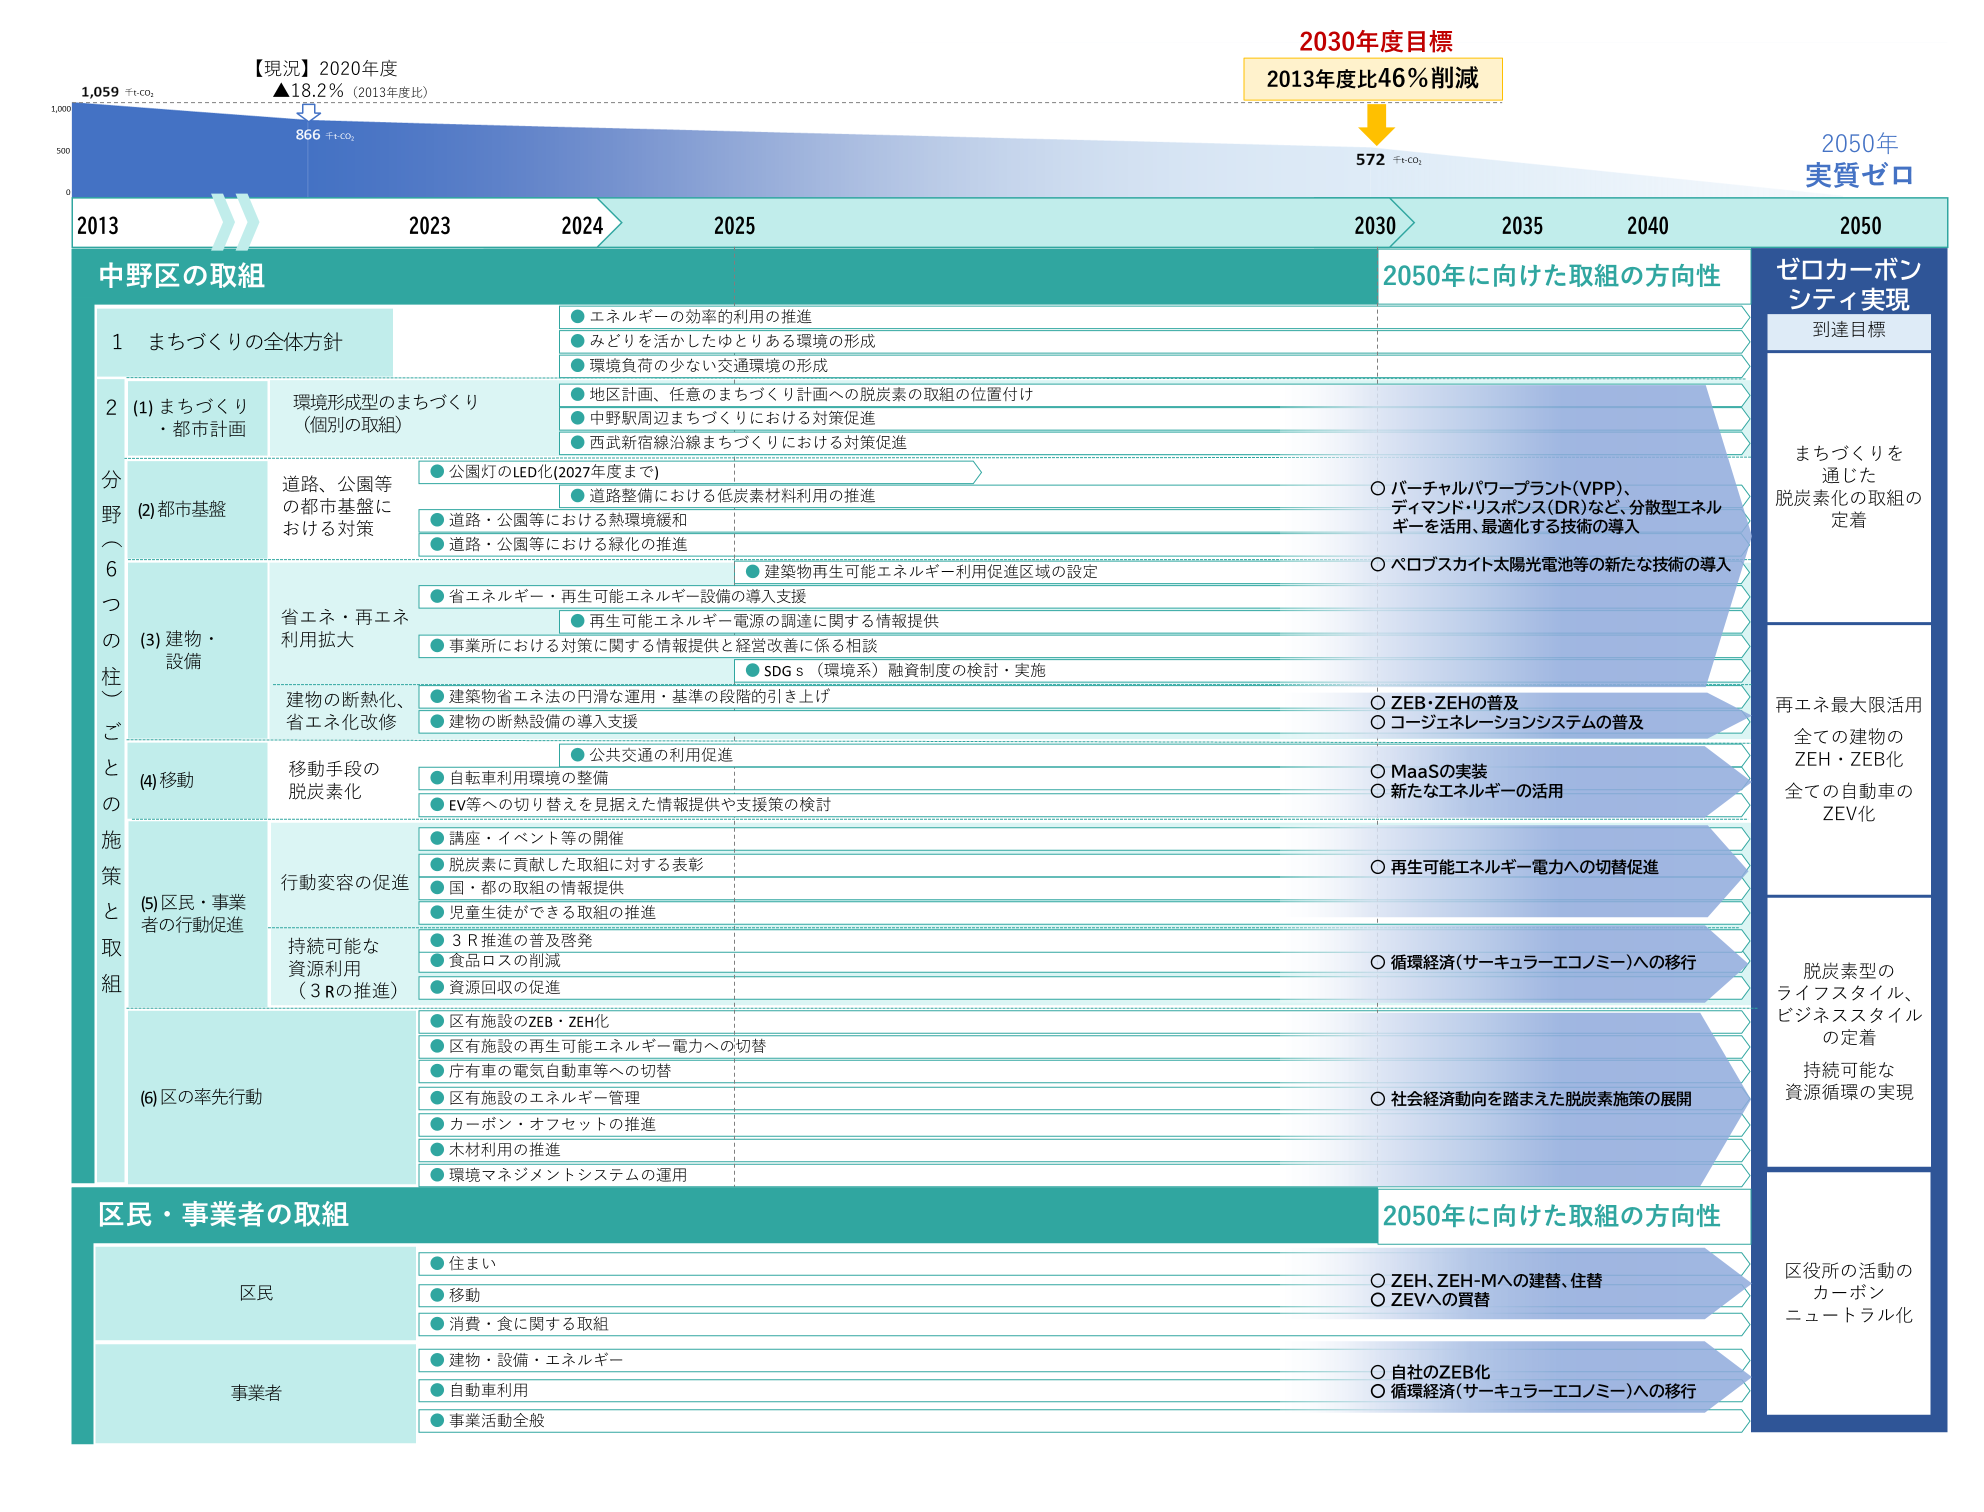 2030年度目標
2013年度比46%削減
【現況】2020年度
▲18.2%（2013年度比）
1,059 千t-CO₂
1,000
500
0
866 千t-CO₂
572 千t-CO₂
2050年
実質ゼロ
2013
2023
2024
2025
2030
2035
2040
2050
中野区の取組
2050年に向けた取組の方向性
ゼロカーボン
シティ実現
到達目標
1 まちづくりの全体方針
●エネルギーの効率的利用の推進
●みどりを活かしたゆとりある環境の形成
●環境負荷の少ない交通環境の形成
2 分野（6つの柱）ごとの施策と取組
(1) まちづくり
・都市計画
環境形成型のまちづくり
（個別の取組）
●地区計画、任意のまちづくり計画への脱炭素の取組の位置付け
●中野駅周辺まちづくりにおける対策促進
●西武新宿線沿線まちづくりにおける対策促進
(2) 都市基盤
道路、公園等
の都市基盤に
おける対策
●公園灯のLED化(2027年度まで)
●道路整備における低炭素材料利用の推進
●道路・公園等における熱環境緩和
●道路・公園等における緑化の推進
○ バーチャルパワープラント（VPP）、
ディマンド・リスポンス（DR）など、分散型エネル
ギーを活用、最適化する技術の導入
○ ペロブスカイト太陽光電池等の新たな技術の導入
(3) 建物・
設備
省エネ・再エネ
利用拡大
●建築物再生可能エネルギー利用促進区域の設定
●省エネルギー・再生可能エネルギー設備の導入支援
●再生可能エネルギー電源の調達に関する情報提供
●事業所における対策に関する情報提供と経営改善に係る相談
●SDGｓ（環境系）融資制度の検討・実施
建物の断熱化、
省エネ化改修
●建築物省エネ法の円滑な運用・基準の段階的引き上げ
●建物の断熱設備の導入支援
○ ZEB・ZEHの普及
○ コージェネレーションシステムの普及
(4) 移動
移動手段の
脱炭素化
●公共交通の利用促進
●自転車利用環境の整備
●EV等への切り替えを見据えた情報提供や支援策の検討
○ MaaSの実装
○ 新たなエネルギーの活用
(5) 区民・事業
者の行動促進
行動変容の促進
●講座・イベント等の開催
●脱炭素に貢献した取組に対する表彰
●国・都の取組の情報提供
●児童生徒ができる取組の推進
○ 再生可能エネルギー電力への切替促進
持続可能な
資源利用
（３Rの推進）
●３Ｒ推進の普及啓発
●食品ロスの削減
●資源回収の促進
○ 循環経済（サーキュラーエコノミー）への移行
(6) 区の率先行動
●区有施設のZEB・ZEH化
●区有施設の再生可能エネルギー電力への切替
●庁有車の電気自動車等への切替
●区有施設のエネルギー管理
●カーボン・オフセットの推進
●木材利用の推進
●環境マネジメントシステムの運用
○ 社会経済動向を踏まえた脱炭素施策の展開
まちづくりを
通じた
脱炭素化の取組の
定着
再エネ最大限活用
全ての建物の
ZEH・ZEB化
全ての自動車の
ZEV化
脱炭素型の
ライフスタイル、
ビジネススタイル
の定着
持続可能な
資源循環の実現
区役所の活動の
カーボン
ニュートラル化
区民・事業者の取組
2050年に向けた取組の方向性
区民
●住まい
●移動
●消費・食に関する取組
○ ZEH、ZEH-Mへの建替、住替
○ ZEVへの買替
事業者
●建物・設備・エネルギー
●自動車利用
●事業活動全般
○ 自社のZEB化
○ 循環経済（サーキュラーエコノミー）への移行